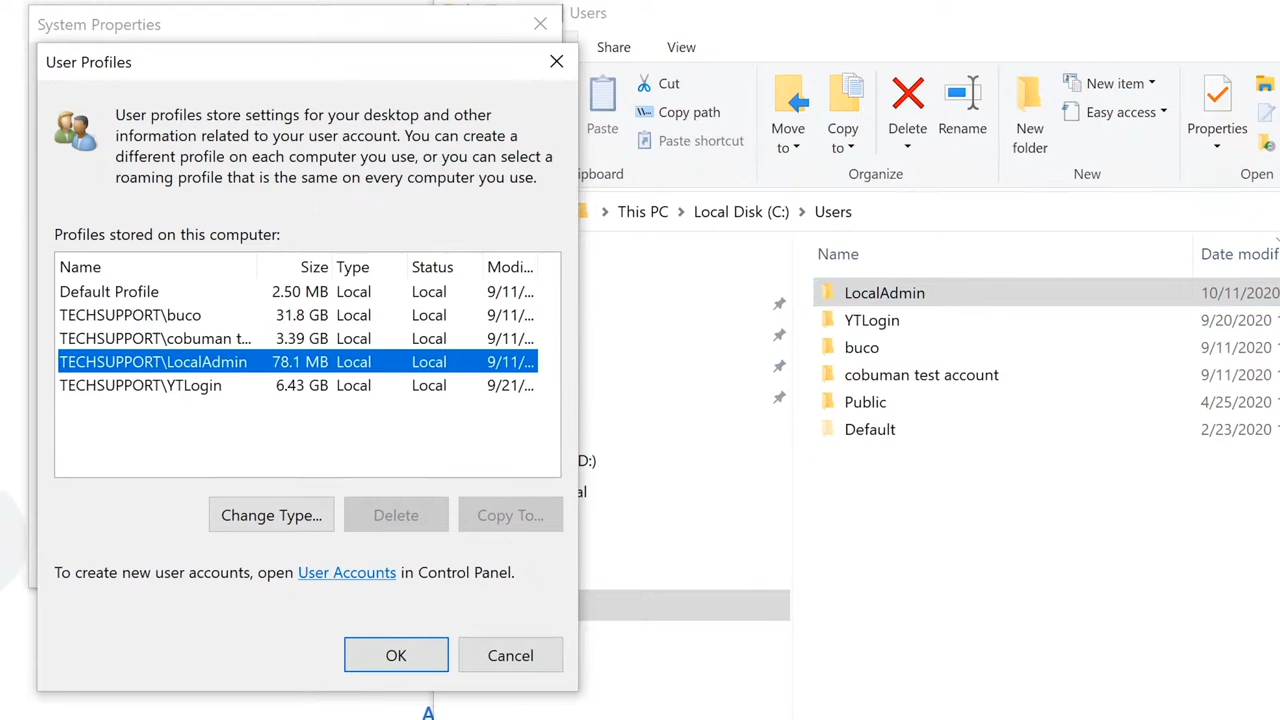 System Properties
User Profiles
User profiles store settings for your desktop and other
information related to your user account. You can create a
different profile on each computer you use, or you can select a
roaming profile that is the same on every computer you use.
Profiles stored on this computer:
Name Size Type Status Modi...
Default Profile 2.50 MB Local Local 9/11/...
TECHSUPPORT\buco 31.8 GB Local Local 9/11/...
TECHSUPPORT\cobuman t... 3.39 GB Local Local 9/11/...
TECHSUPPORT\LocalAdmin 78.1 MB Local Local 9/11/...
TECHSUPPORT\YTLogin 6.43 GB Local Local 9/21/...
Change Type... Delete Copy To...
To create new user accounts, open User Accounts in Control Panel.
OK Cancel
Users
Share View
Paste
Cut
Copy path
Paste shortcut
ipboard
Move to
Copy to
Delete
Rename
Organize
New folder
New item
Easy access
New
Properties
Open
This PC > Local Disk (C:) > Users
Name Date modif
LocalAdmin 10/11/2020
YTLogin 9/20/2020 1
buco 9/11/2020 1
cobuman test account 9/11/2020 1
Public 4/25/2020 1
Default 2/23/2020 1
D:)
al
A